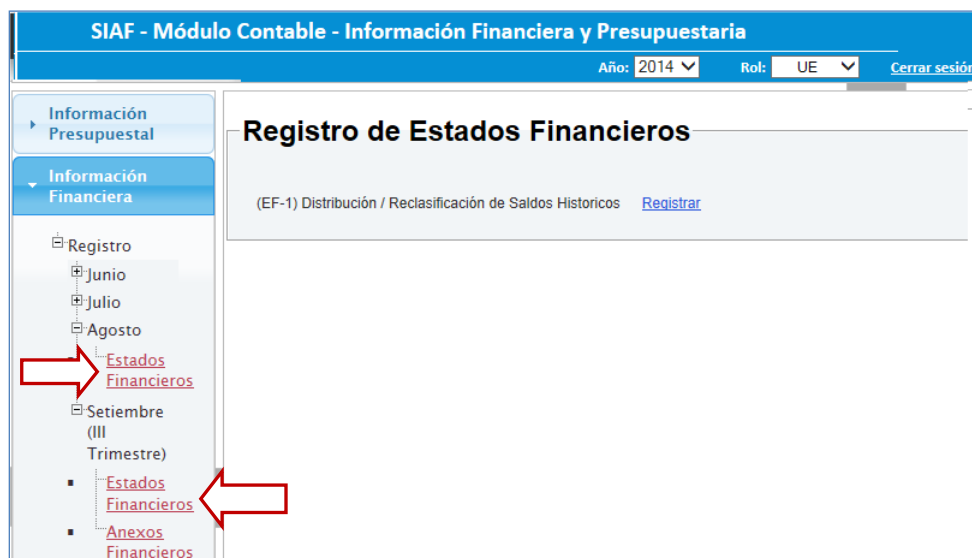 SIAF - Módulo Contable - Información Financiera y Presupuestaria
Año: 2014 Rol: UE Cerrar sesión
Información
Presupuestal
Información
Financiera
Registro
Junio
Julio
Agosto
Estados
Financieros
Setiembre
(III
Trimestre)
Estados
Financieros
Anexos
Financieros
Registro de Estados Financieros
(EF-1) Distribución / Reclasificación de Saldos Historicos Registrar